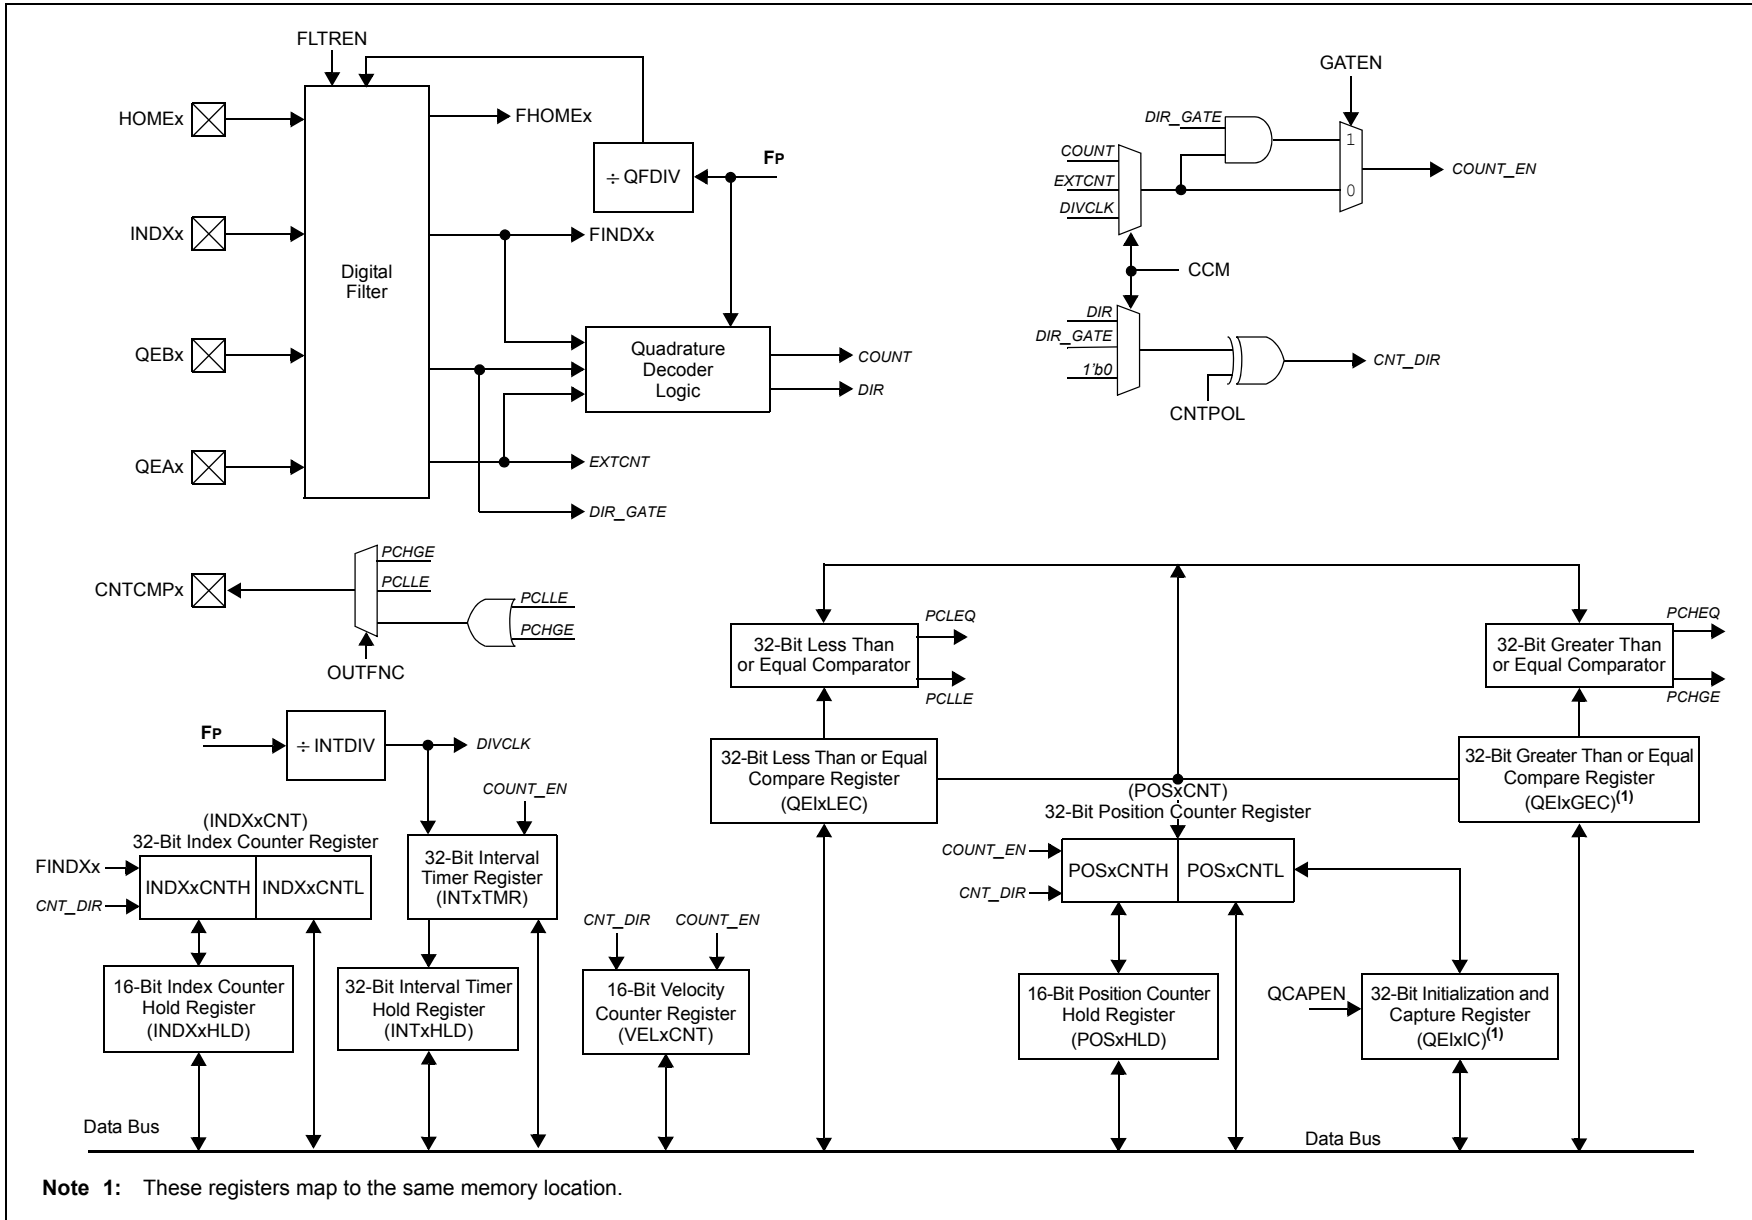 FLTREN
HOMEx
FHOMEx
÷ QFDIV
FP
INDXx
FINDXx
Digital
Filter
QEBx
Quadrature
Decoder
Logic
COUNT
DIR
QEAx
EXTCNT
DIR_GATE
GATEN
DIR_GATE
COUNT
EXTCNT
DIVCLK
1
0
COUNT_EN
CCM
DIR
DIR_GATE
1'b0
CNT_DIR
CNTPOL
CNTCMPx
PCHGE
PCLLE
PCLLE
PCHGE
OUTFNC
FP
÷ INTDIV
DIVCLK
COUNT_EN
(INDXxCNT)
32-Bit Index Counter Register
FINDXx
CNT_DIR
INDXxCNTH
INDXxCNTL
32-Bit Interval
Timer Register
(INTxTMR)
16-Bit Index Counter
Hold Register
(INDXxHLD)
32-Bit Interval Timer
Hold Register
(INTxHLD)
CNT_DIR
COUNT_EN
16-Bit Velocity
Counter Register
(VELxCNT)
32-Bit Less Than
or Equal Comparator
PCLEQ
PCLLE
32-Bit Less Than or Equal
Compare Register
(QEIxLEC)
32-Bit Greater Than
or Equal Comparator
PCHEQ
PCHGE
32-Bit Greater Than or Equal
Compare Register
(QEIxGEC)(1)
(POSxCNT)
32-Bit Position Counter Register
COUNT_EN
CNT_DIR
POSxCNTH
POSxCNTL
16-Bit Position Counter
Hold Register
(POSxHLD)
QCAPEN
32-Bit Initialization and
Capture Register
(QEIxIC)(1)
Data Bus
Data Bus
Note 1: These registers map to the same memory location.